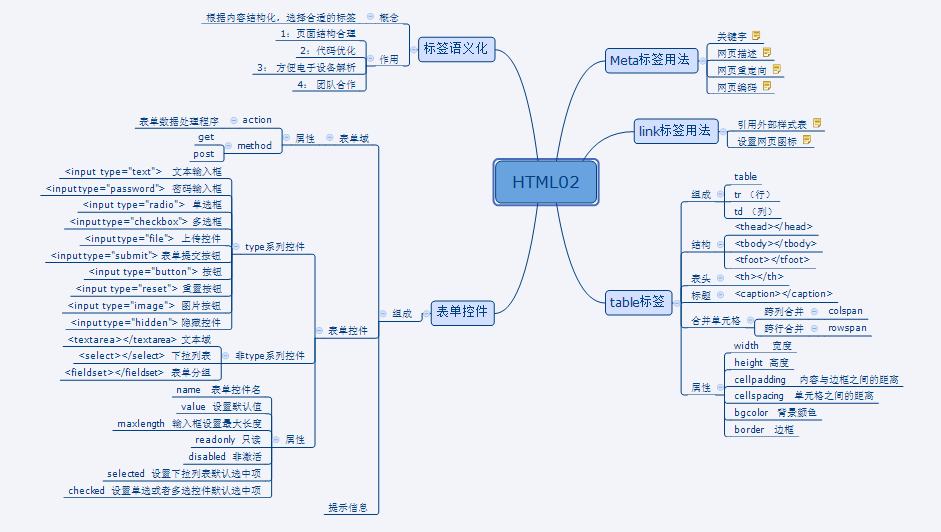 HTML02
标签语义化
概念
根据内容结构化，选择合适的标签
作用
1：页面结构合理
2：代码优化
3： 方便电子设备解析
4： 团队合作
表单控件
组成
表单域
属性
action
表单数据处理程序
method
get
post
表单控件
type系列控件
<input type="text"> 文本输入框
<inputtype="password"> 密码输入框
<input type="radio"> 单选框
<inputtype="checkbox"> 多选框
<inputtype="file"> 上传控件
<inputtype="submit"> 表单提交按钮
<input type="button"> 按钮
<input type="reset"> 重置按钮
<input type="image"> 图片按钮
<inputtype="hidden"> 隐藏控件
非type系列控件
<textarea></textarea> 文本域
<select></select> 下拉列表
<fieldset></fieldset> 表单分组
属性
name 表单控件名
value 设置默认值
maxlength 输入框设置最大长度
readonly 只读
disabled 非激活
selected 设置下拉列表默认选中项
checked 设置单选或者多选控件默认选中项
提示信息
Meta标签用法
关键字
网页描述
网页重定向
网页编码
link标签用法
引用外部样式表
设置网页图标
table标签
组成
table
tr （行）
td （列）
结构
<thead></head>
<tbody></tbody>
<tfoot></tfoot>
表头
<th></th>
标题
<caption></caption>
合并单元格
跨列合并
colspan
跨行合并
rowspan
属性
width 宽度
height 高度
cellpadding 内容与边框之间的距离
cellspacing 单元格之间的距离
bgcolor 背景颜色
border 边框